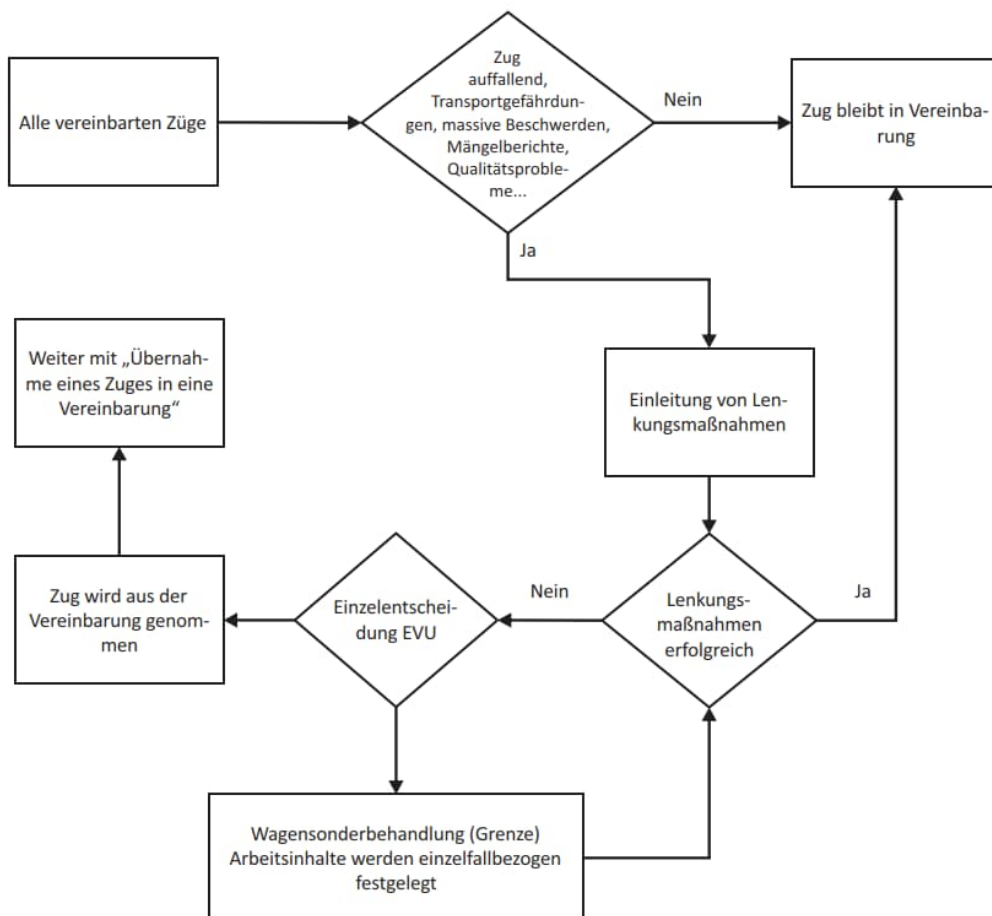 Alle vereinbarten Züge
Zug
auffallend,
Transportgefährdun-
gen, massive Beschwerden,
Mängelberichte,
Qualitätsproble-
me...
Nein
Zug bleibt in Vereinba-
rung
Ja
Einleitung von Len-
kungsmaßnahmen
Lenkungs-
maßnahmen
erfolgreich
Ja
Nein
Einzelentschei-
dung EVU
Zug wird aus der
Vereinbarung genom-
men
Weiter mit „Übernah-
me eines Zuges in eine
Vereinbarung“
Wagensonderbehandlung (Grenze)
Arbeitsinhalte werden einzelfallbezogen
festgelegt